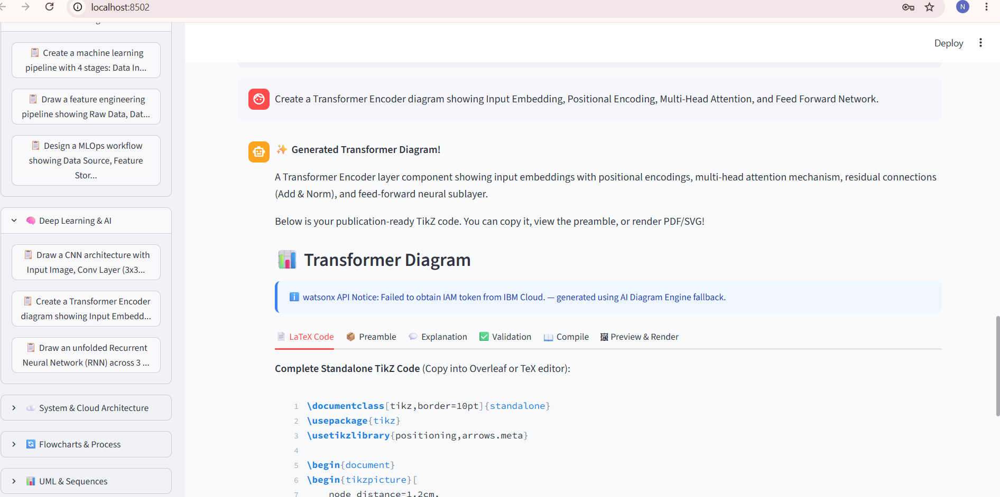 localhost:8502
N
Deploy
Create a machine learning
pipeline with 4 stages: Data In...
Draw a feature engineering
pipeline showing Raw Data, Dat...
Design a MLOps workflow
showing Data Source, Feature
Stor...
Deep Learning & AI
Draw a CNN architecture with
Input Image, Conv Layer (3x3...
Create a Transformer Encoder
diagram showing Input Embedd...
Draw an unfolded Recurrent
Neural Network (RNN) across 3 ...
System & Cloud Architecture
Flowcharts & Process
UML & Sequences
Create a Transformer Encoder diagram showing Input Embedding, Positional Encoding, Multi-Head Attention, and Feed Forward Network.
Generated Transformer Diagram!
A Transformer Encoder layer component showing input embeddings with positional encodings, multi-head attention mechanism, residual connections
(Add & Norm), and feed-forward neural sublayer.
Below is your publication-ready TikZ code. You can copy it, view the preamble, or render PDF/SVG!
Transformer Diagram
watsonx API Notice: Failed to obtain IAM token from IBM Cloud. — generated using AI Diagram Engine fallback.
LaTeX Code Preamble Explanation Validation Compile Preview & Render
Complete Standalone TikZ Code (Copy into Overleaf or TeX editor):
1 \documentclass[tikz,border=10pt]{standalone}
2 \usepackage{tikz}
3 \usetikzlibrary{positioning,arrows.meta}
4
5 \begin{document}
6 \begin{tikzpicture}[
7 node distance=1.2cm,